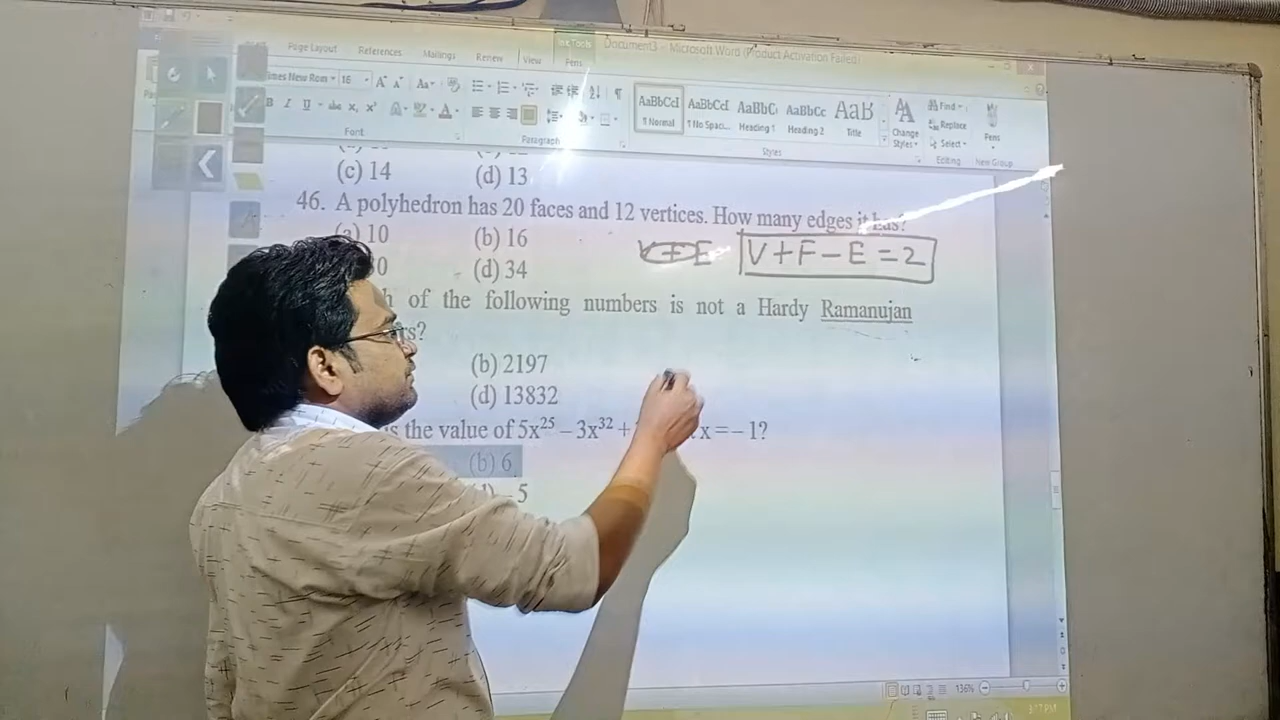 Page Layout References Mailings Review View Ink Tools Pens Document3 - Microsoft Word (Product Activation Failed)
16
B I U abc
Font
Paragraph
AaBbCcI AaBbCcI AaBbC AaBbCc AaB
¶ Normal ¶ No Spaci... Heading 1 Heading 2 Title
Change Styles
Styles
Find
Replace
Select
Editing
Pens
New Group
(c) 14 (d) 13
46. A polyhedron has 20 faces and 12 vertices. How many edges it has?
(a) 10 (b) 16
(d) 34
V+F-E=2
of the following numbers is not a Hardy Ramanujan
(b) 2197
(d) 13832
the value of 5x²⁵ – 3x³² + x = – 1?
(b) 6
5
136%